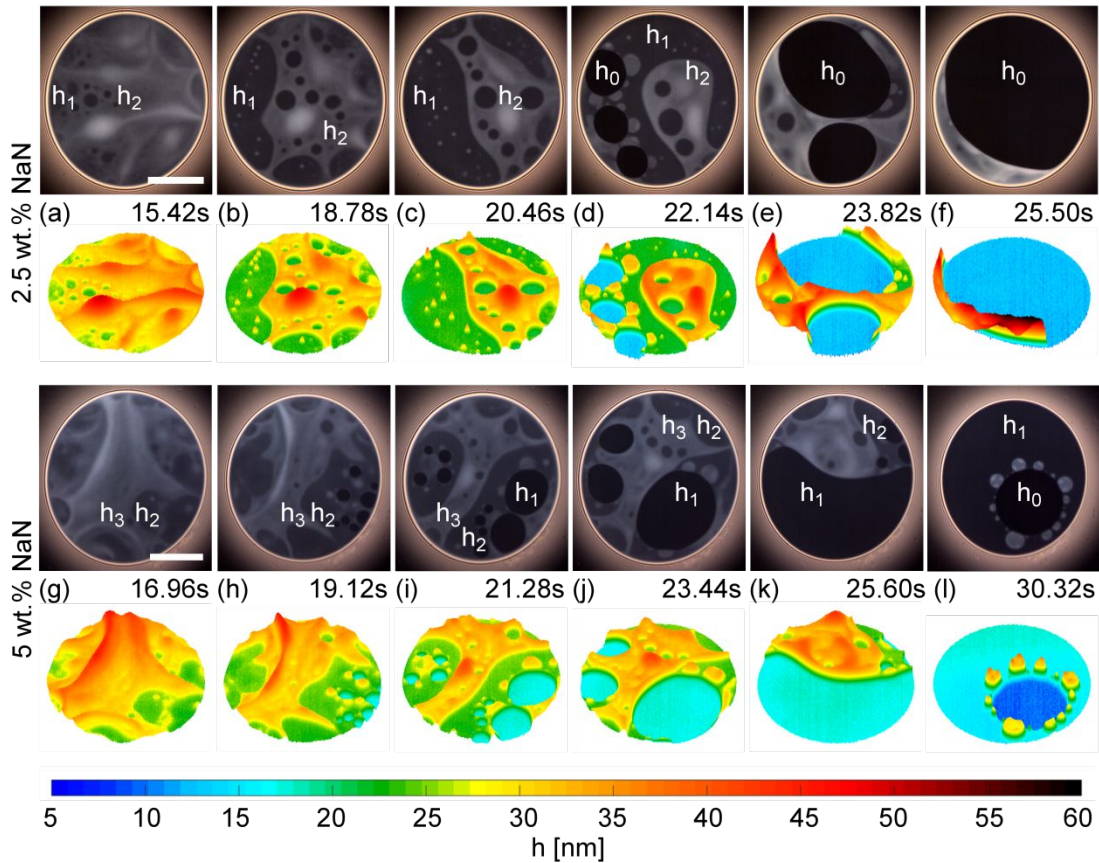 2.5 wt.% NaN
h₁ h₂
h₁ h₂
h₁ h₂
h₁ h₀ h₂
h₀
h₀
(a) 15.42s (b) 18.78s (c) 20.46s (d) 22.14s (e) 23.82s (f) 25.50s
5 wt.% NaN
h₃ h₂
h₃ h₂
h₁ h₃ h₂
h₃ h₂ h₁
h₂ h₁
h₁ h₀
(g) 16.96s (h) 19.12s (i) 21.28s (j) 23.44s (k) 25.60s (l) 30.32s
5 10 15 20 25 30 35 40 45 50 55 60
h [nm]